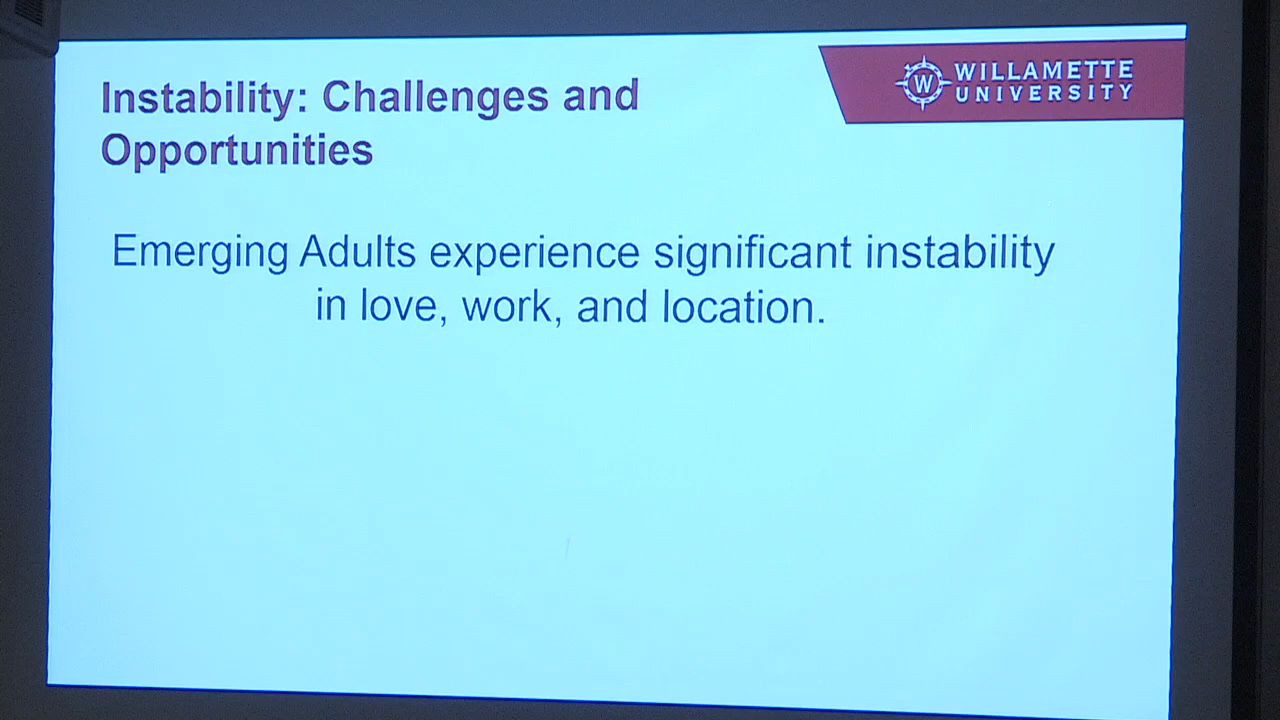 Instability: Challenges and
Opportunities
W
WILLAMETTE
UNIVERSITY
Emerging Adults experience significant instability
in love, work, and location.